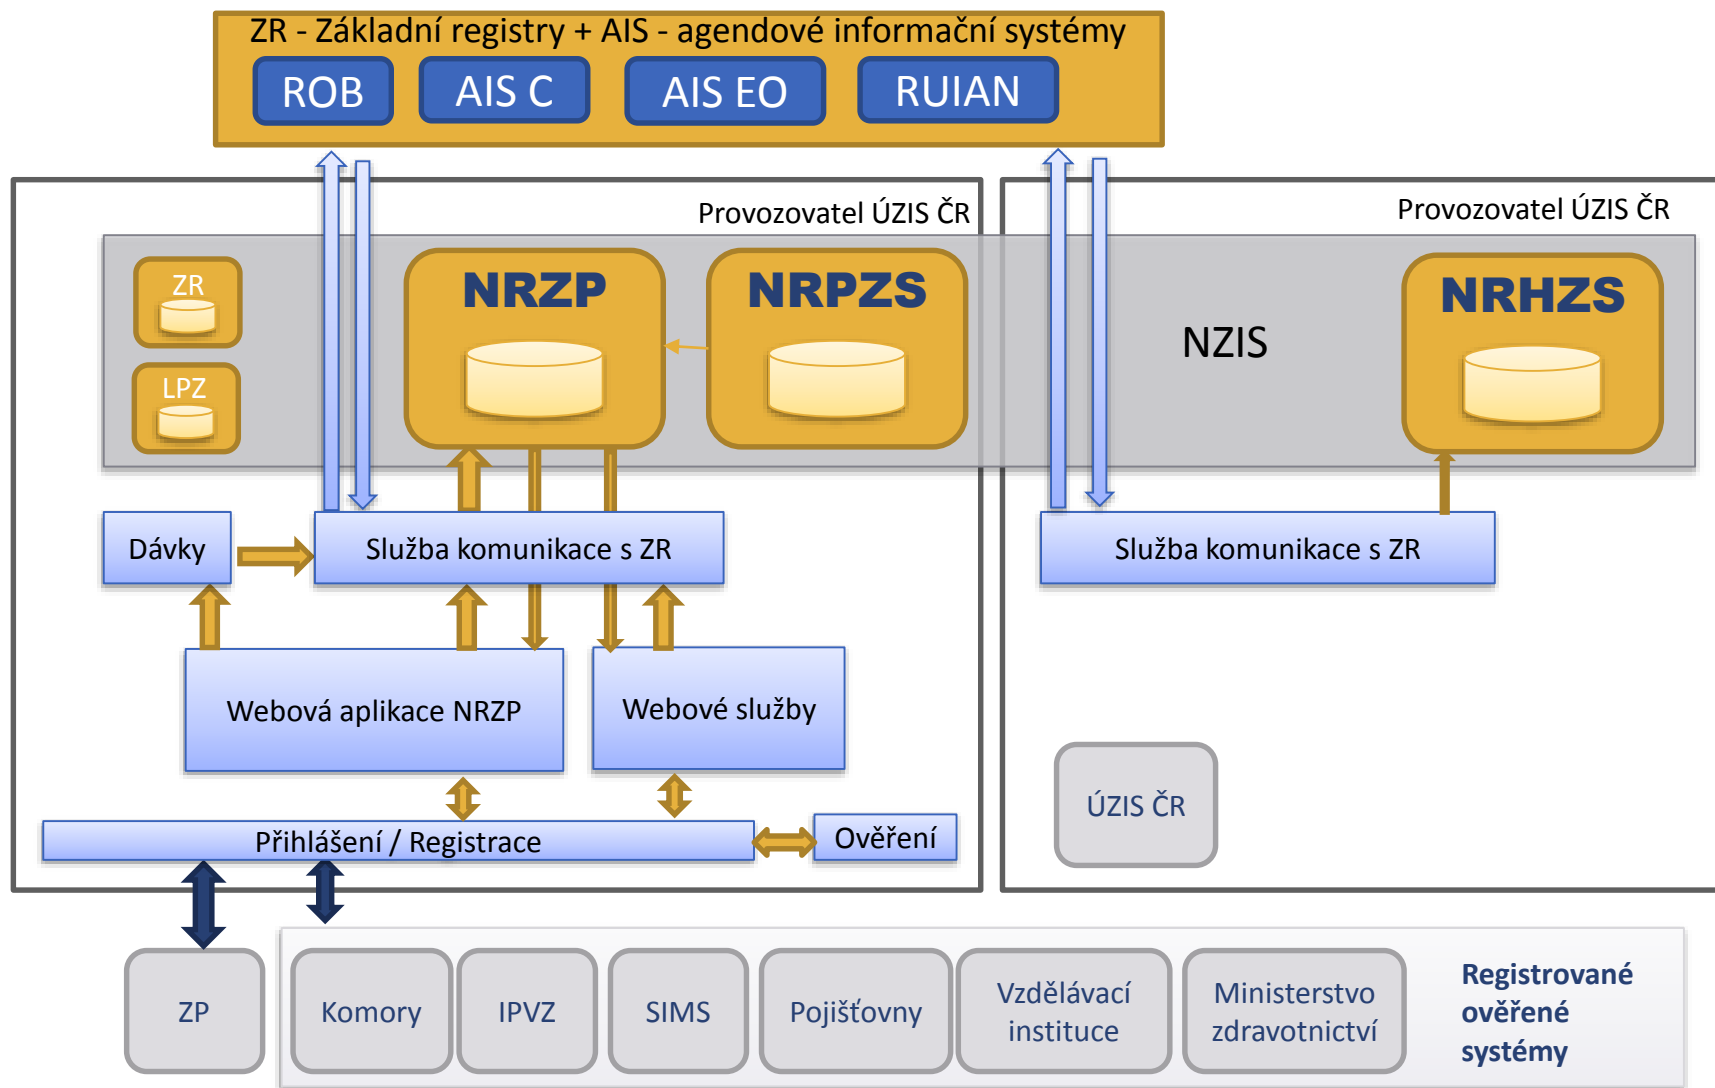 ZR - Základní registry + AIS - agendové informační systémy
ROB
AIS C
AIS EO
RUIAN
Provozovatel ÚZIS ČR
Provozovatel ÚZIS ČR
ZR
LPZ
NRZP
NRPZS
NZIS
NRHZS
Dávky
Služba komunikace s ZR
Služba komunikace s ZR
Webová aplikace NRZP
Webové služby
ÚZIS ČR
Přihlášení / Registrace
Ověření
ZP
Komory
IPVZ
SIMS
Pojišťovny
Vzdělávací
instituce
Ministerstvo
zdravotnictví
Registrované
ověřené
systémy